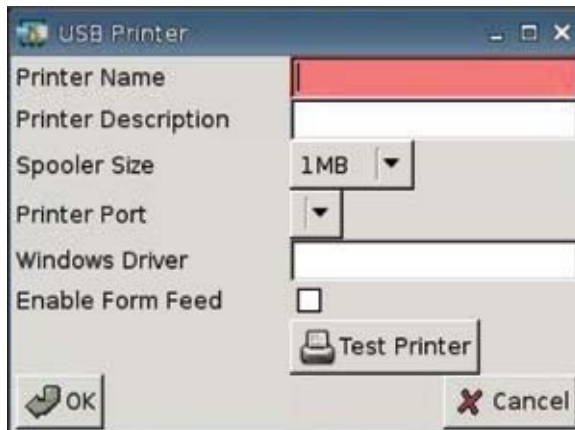 USB Printer
Printer Name
Printer Description
Spooler Size 1MB
Printer Port
Windows Driver
Enable Form Feed
Test Printer
OK Cancel